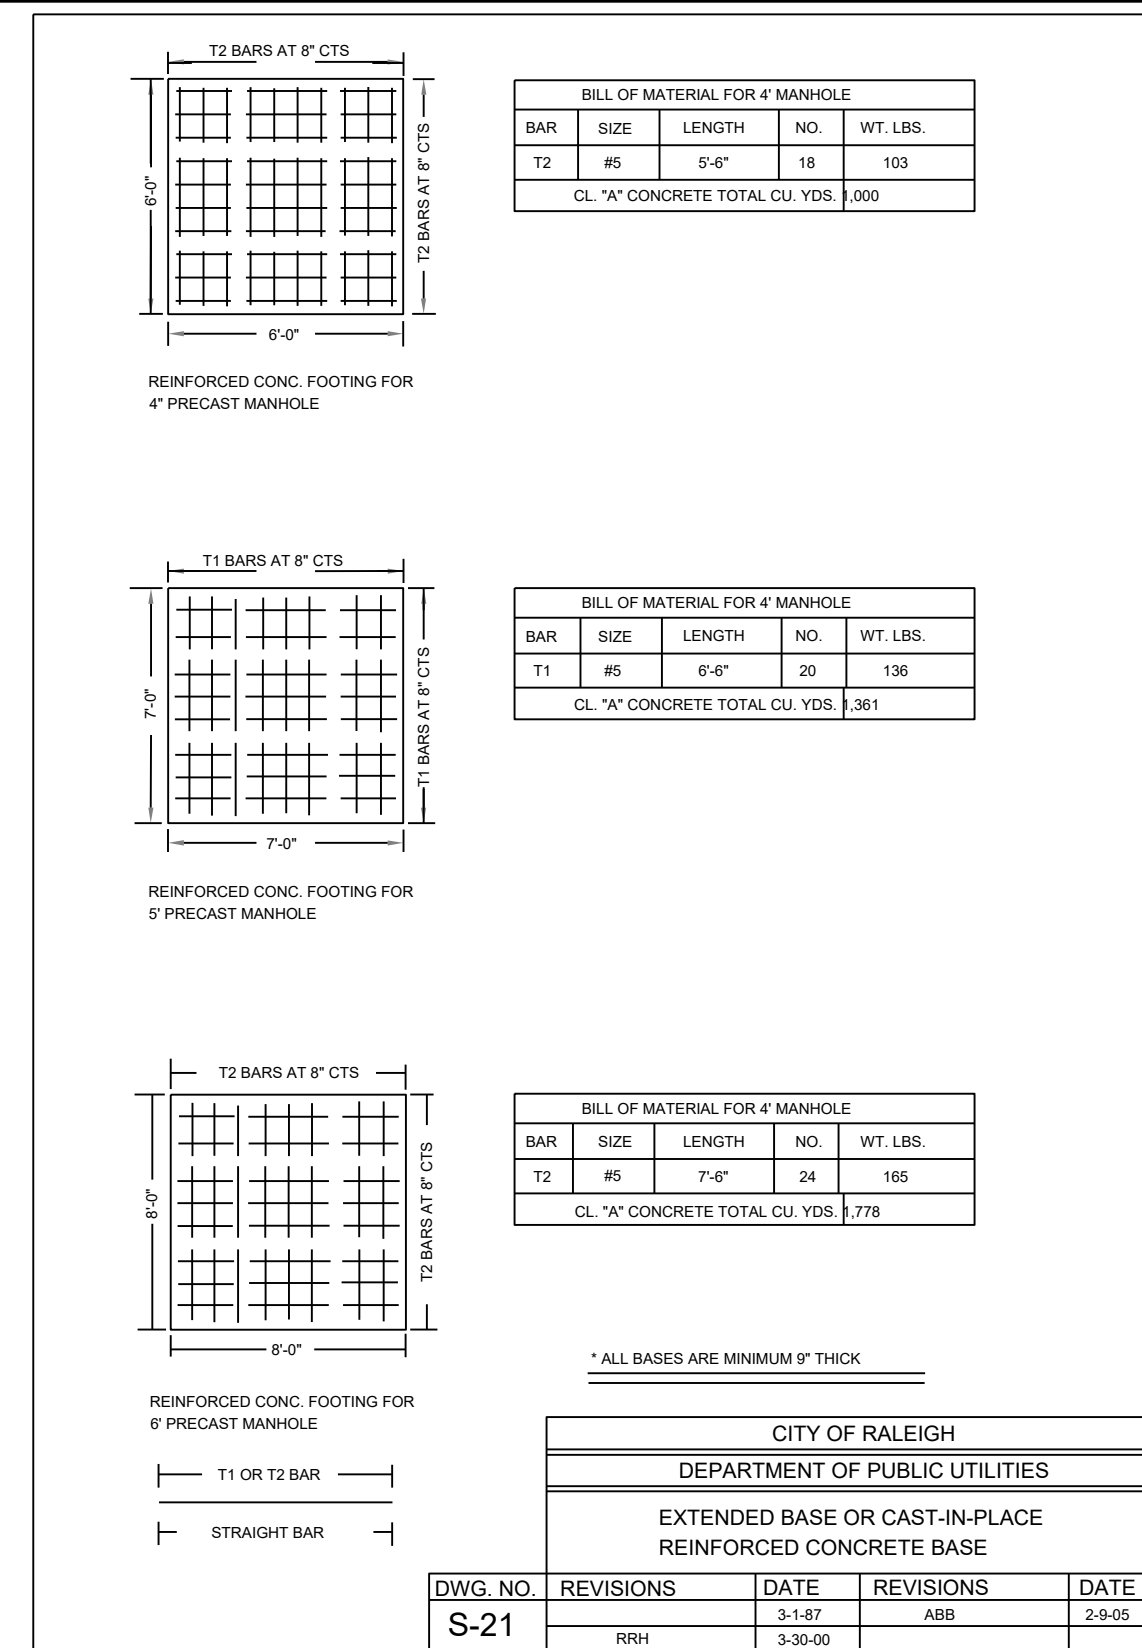 T2 BARS AT 8" CTS
6'-0"
T2 BARS AT 8" CTS
6'-0"
REINFORCED CONC. FOOTING FOR
4" PRECAST MANHOLE
BILL OF MATERIAL FOR 4' MANHOLE
BAR SIZE LENGTH NO. WT. LBS.
T2 #5 5'-6" 18 103
CL. "A" CONCRETE TOTAL CU. YDS. 1,000
T1 BARS AT 8" CTS
7'-0"
T1 BARS AT 8" CTS
7'-0"
REINFORCED CONC. FOOTING FOR
5' PRECAST MANHOLE
BILL OF MATERIAL FOR 4' MANHOLE
BAR SIZE LENGTH NO. WT. LBS.
T1 #5 6'-6" 20 136
CL. "A" CONCRETE TOTAL CU. YDS. 1,361
T2 BARS AT 8" CTS
8'-0"
T2 BARS AT 8" CTS
8'-0"
REINFORCED CONC. FOOTING FOR
6' PRECAST MANHOLE
BILL OF MATERIAL FOR 4' MANHOLE
BAR SIZE LENGTH NO. WT. LBS.
T2 #5 7'-6" 24 165
CL. "A" CONCRETE TOTAL CU. YDS. 1,778
* ALL BASES ARE MINIMUM 9" THICK
T1 OR T2 BAR
STRAIGHT BAR
CITY OF RALEIGH
DEPARTMENT OF PUBLIC UTILITIES
EXTENDED BASE OR CAST-IN-PLACE
REINFORCED CONCRETE BASE
DWG. NO. REVISIONS DATE REVISIONS DATE
S-21 3-1-87 ABB 2-9-05
RRH 3-30-00